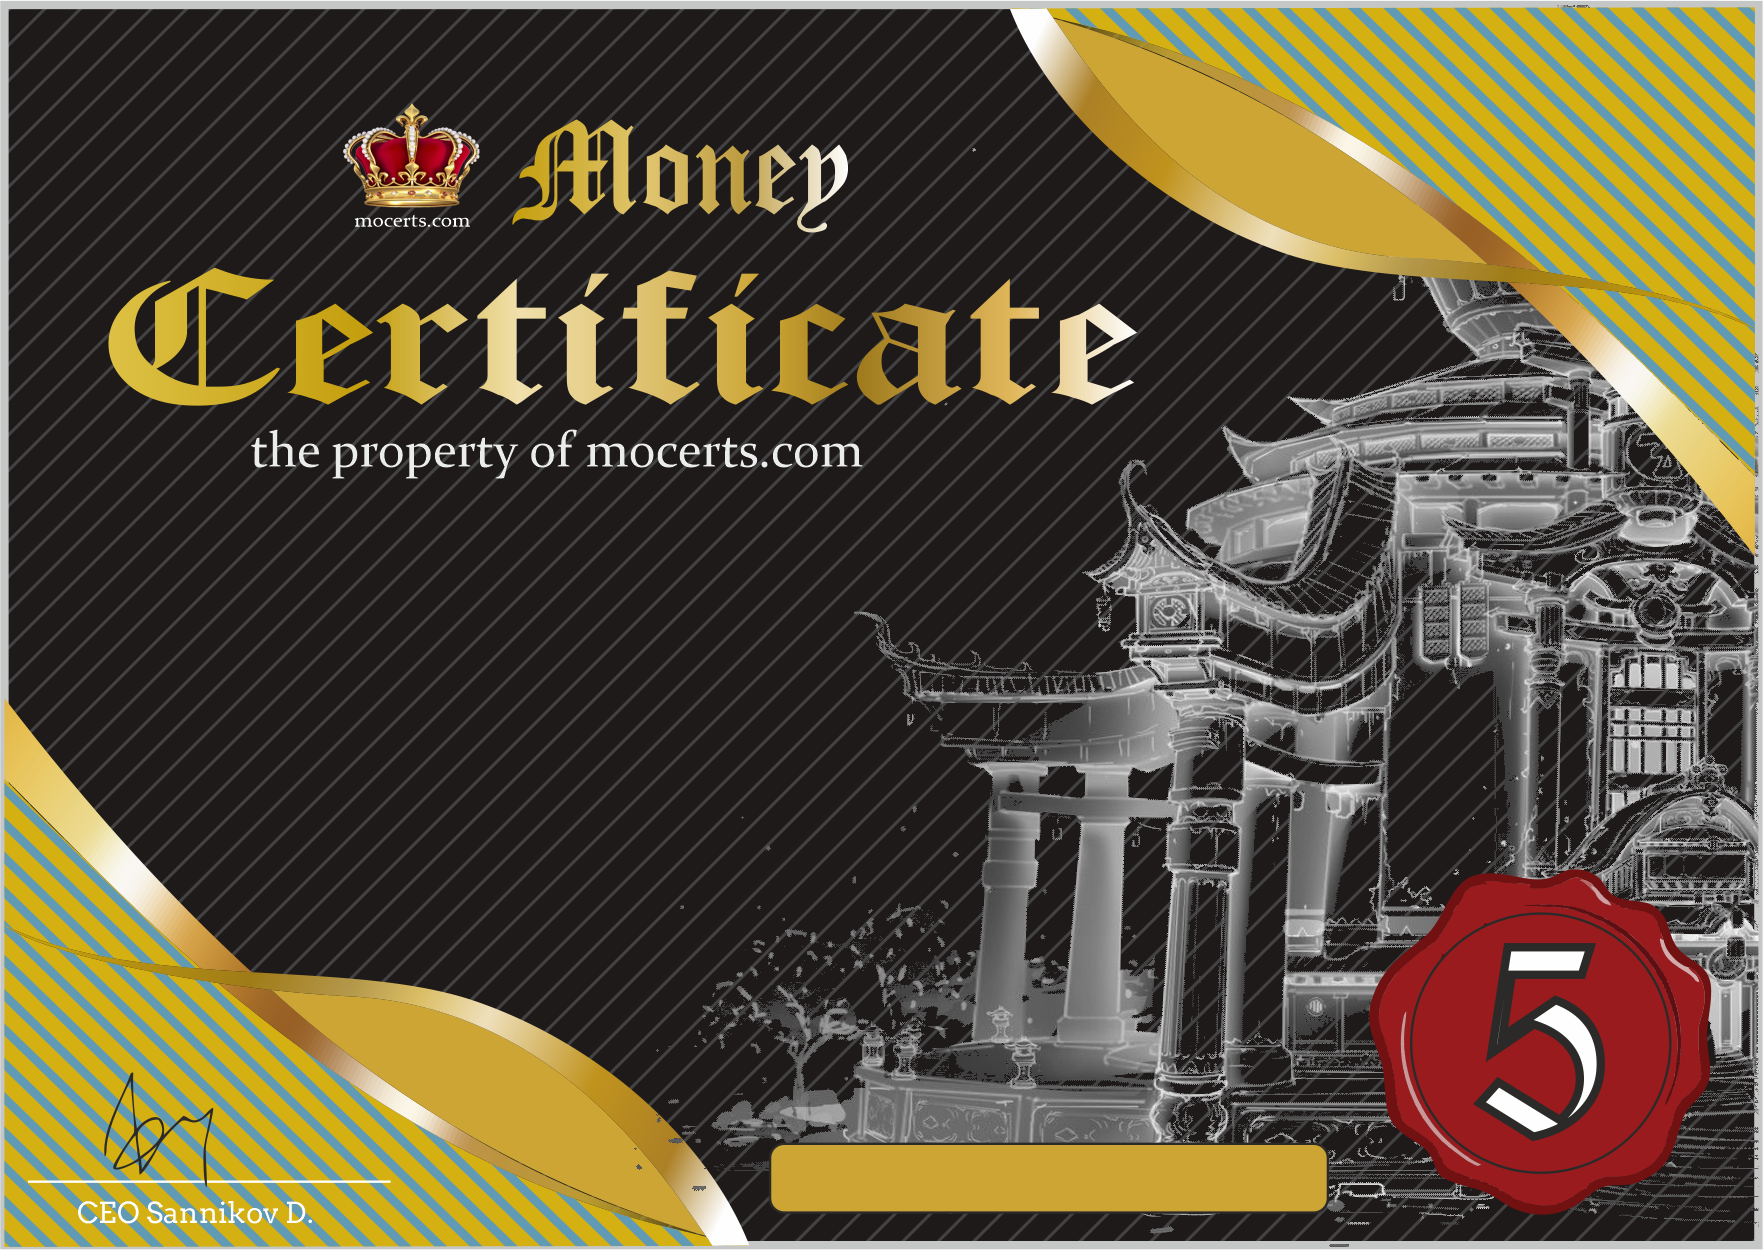 Money
mocerts.com
Certificate
the property of mocerts.com
5
CEO Sannikov D.